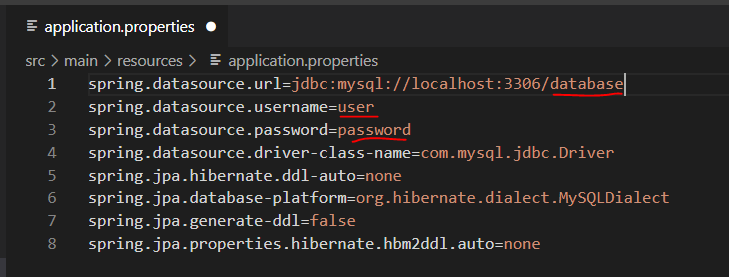 application.properties
src > main > resources > application.properties
1 spring.datasource.url=jdbc:mysql://localhost:3306/database
2 spring.datasource.username=user
3 spring.datasource.password=password
4 spring.datasource.driver-class-name=com.mysql.jdbc.Driver
5 spring.jpa.hibernate.ddl-auto=none
6 spring.jpa.database-platform=org.hibernate.dialect.MySQLDialect
7 spring.jpa.generate-ddl=false
8 spring.jpa.properties.hibernate.hbm2ddl.auto=none